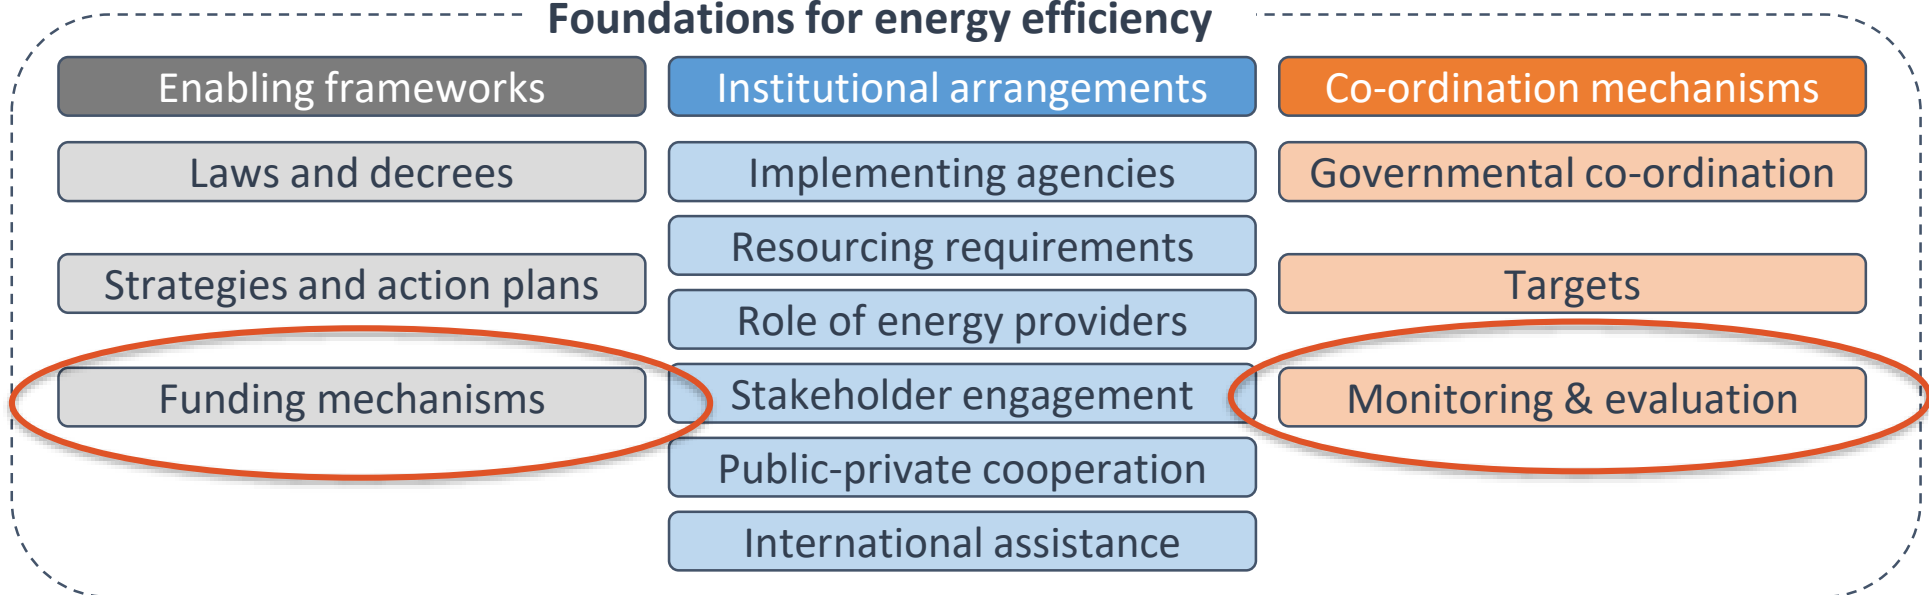 Foundations for energy efficiency
Enabling frameworks
Laws and decrees
Strategies and action plans
Funding mechanisms
Institutional arrangements
Implementing agencies
Resourcing requirements
Role of energy providers
Stakeholder engagement
Public-private cooperation
International assistance
Co-ordination mechanisms
Governmental co-ordination
Targets
Monitoring & evaluation